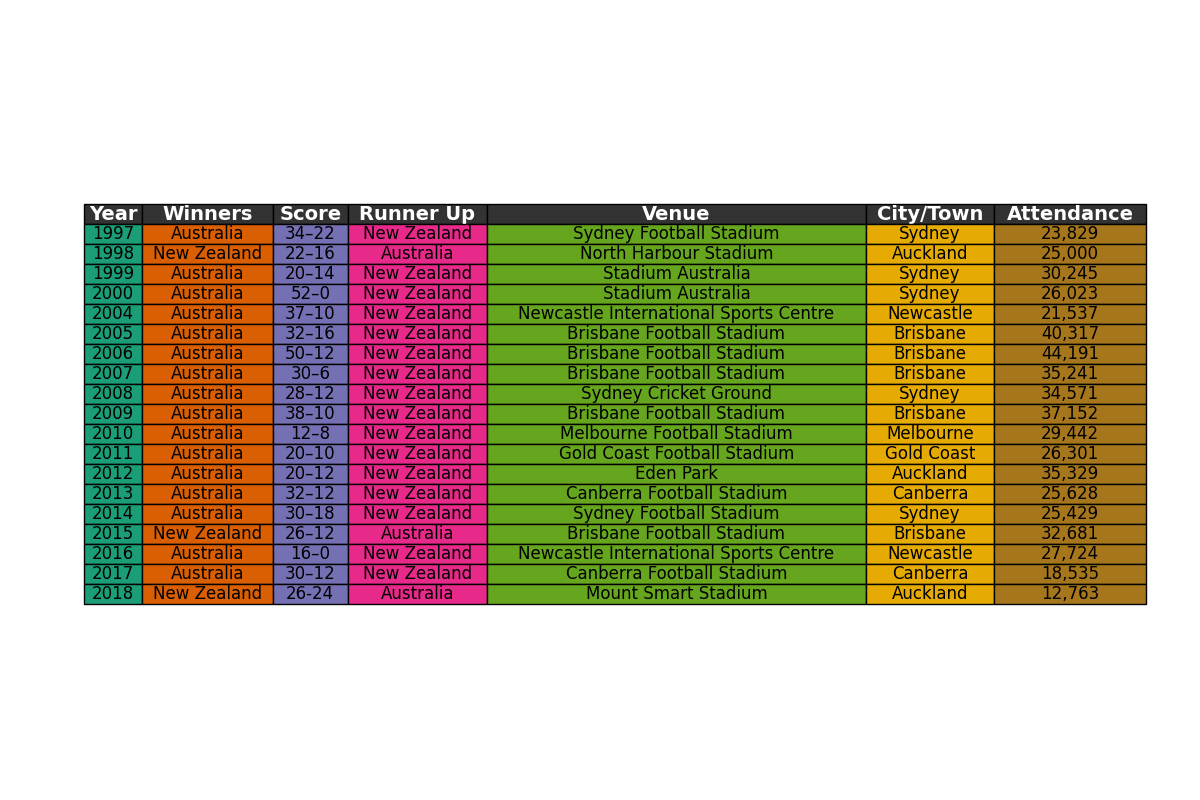 Year Winners Score Runner Up Venue City/Town Attendance
1997 Australia 34–22 New Zealand Sydney Football Stadium Sydney 23,829
1998 New Zealand 22–16 Australia North Harbour Stadium Auckland 25,000
1999 Australia 20–14 New Zealand Stadium Australia Sydney 30,245
2000 Australia 52–0 New Zealand Stadium Australia Sydney 26,023
2004 Australia 37–10 New Zealand Newcastle International Sports Centre Newcastle 21,537
2005 Australia 32–16 New Zealand Brisbane Football Stadium Brisbane 40,317
2006 Australia 50–12 New Zealand Brisbane Football Stadium Brisbane 44,191
2007 Australia 30–6 New Zealand Brisbane Football Stadium Brisbane 35,241
2008 Australia 28–12 New Zealand Sydney Cricket Ground Sydney 34,571
2009 Australia 38–10 New Zealand Brisbane Football Stadium Brisbane 37,152
2010 Australia 12–8 New Zealand Melbourne Football Stadium Melbourne 29,442
2011 Australia 20–10 New Zealand Gold Coast Football Stadium Gold Coast 26,301
2012 Australia 20–12 New Zealand Eden Park Auckland 35,329
2013 Australia 32–12 New Zealand Canberra Football Stadium Canberra 25,628
2014 Australia 30–18 New Zealand Sydney Football Stadium Sydney 25,429
2015 New Zealand 26–12 Australia Brisbane Football Stadium Brisbane 32,681
2016 Australia 16–0 New Zealand Newcastle International Sports Centre Newcastle 27,724
2017 Australia 30–12 New Zealand Canberra Football Stadium Canberra 18,535
2018 New Zealand 26-24 Australia Mount Smart Stadium Auckland 12,763